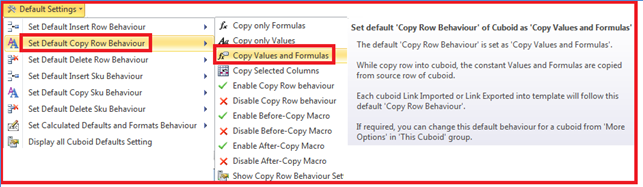 Default Settings
Set Default Insert Row Behaviour
Set Default Copy Row Behaviour
Set Default Delete Row Behaviour
Set Default Insert Sku Behaviour
Set Default Copy Sku Behaviour
Set Default Delete Sku Behaviour
Set Calculated Defaults and Formats Behaviour
Display all Cuboid Defaults Setting
Copy only Formulas
Copy only Values
Copy Values and Formulas
Copy Selected Columns
Enable Copy Row behaviour
Disable Copy Row behaviour
Enable Before-Copy Macro
Disable Before-Copy Macro
Enable After-Copy Macro
Disable After-Copy Macro
Show Copy Row Behaviour Set
Set default 'Copy Row Behaviour' of Cuboid as 'Copy Values and Formulas'
The default 'Copy Row Behaviour' is set as 'Copy Values and Formulas'.
While copy row into cuboid, the constant Values and Formulas are copied
from source row of cuboid.
Each cuboid Link Imported or Link Exported into template will follow this
default 'Copy Row Behaviour'.
If required, you can change this default behaviour for a cuboid from 'More
Options' in 'This Cuboid' group.